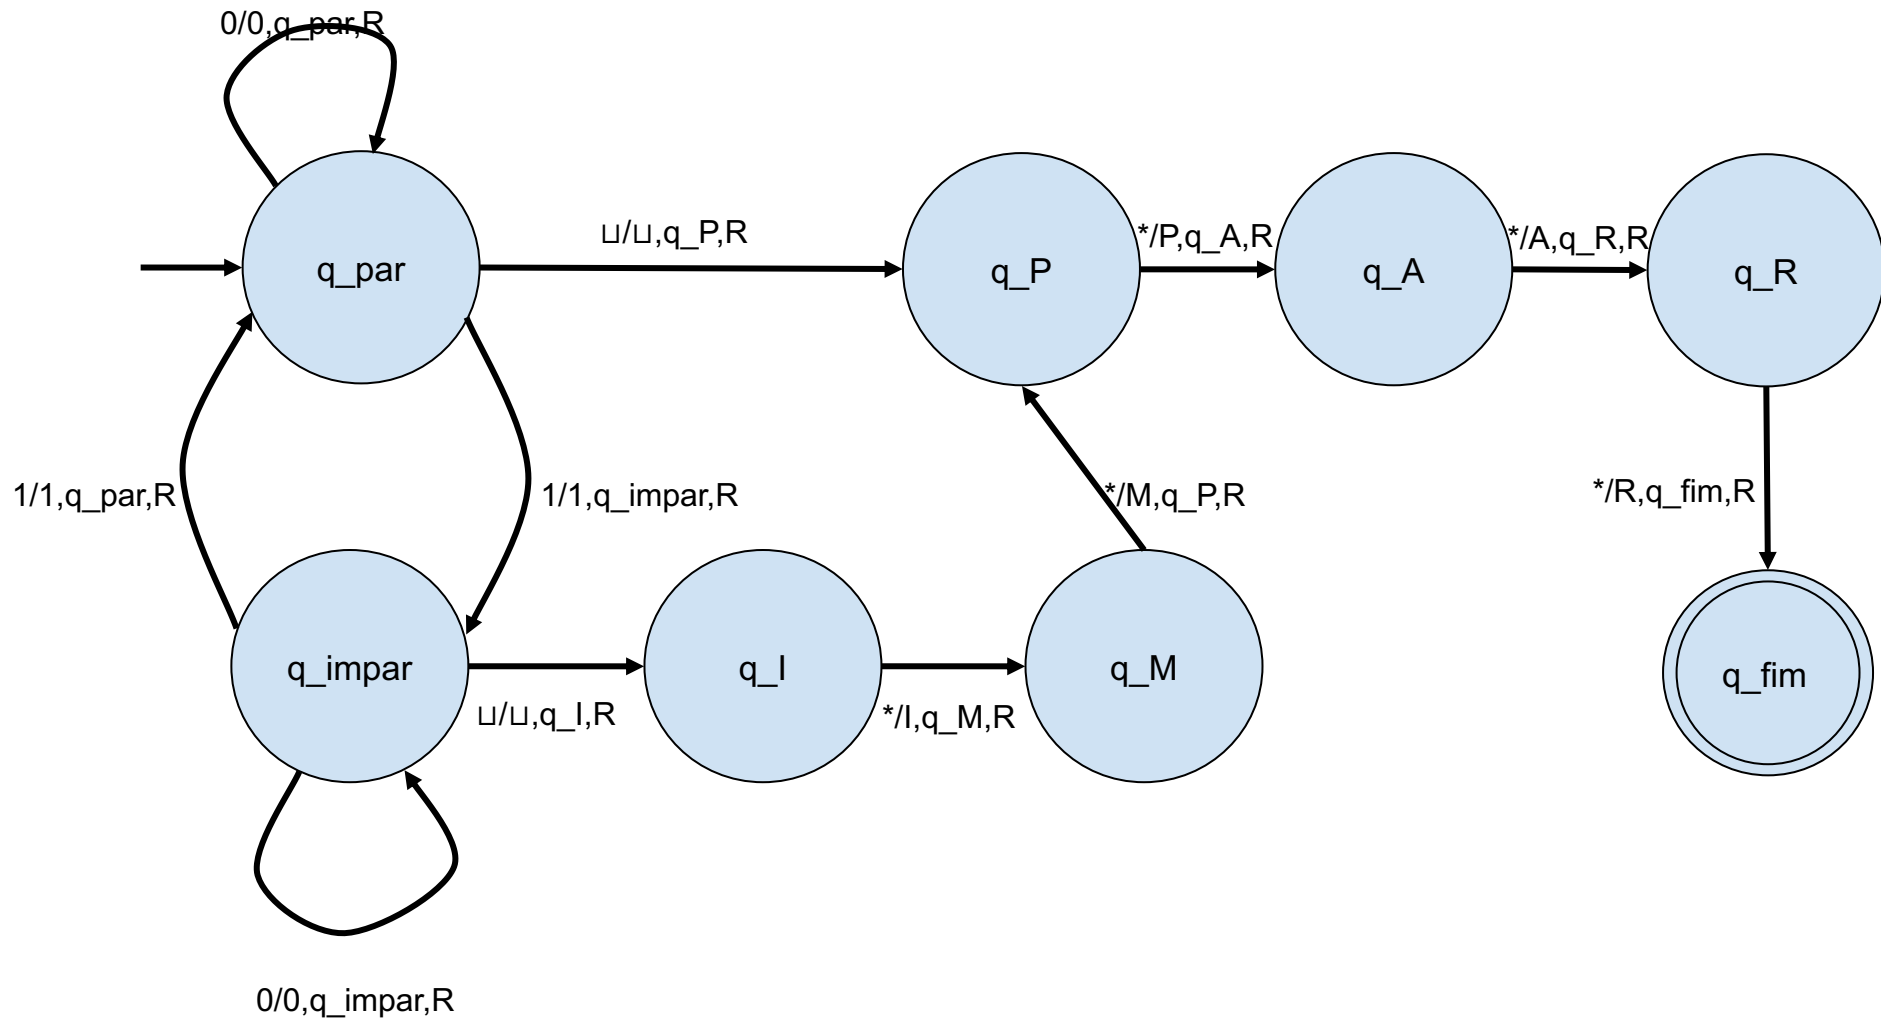 0/0,q_par,R
⊔/⊔,q_P,R
*/P,q_A,R
*/A,q_R,R
q_par
q_P
q_A
q_R
1/1,q_par,R
1/1,q_impar,R
*/M,q_P,R
*/R,q_fim,R
q_impar
q_I
q_M
q_fim
⊔/⊔,q_I,R
*/I,q_M,R
0/0,q_impar,R